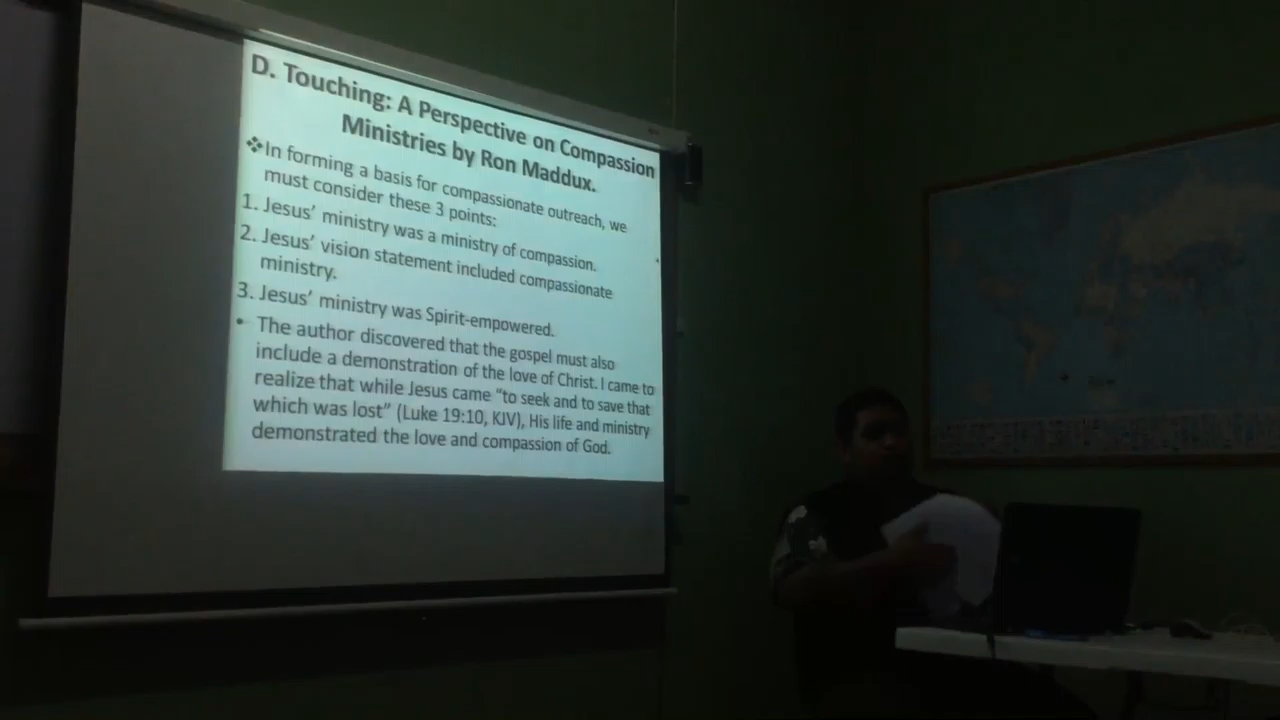 D. Touching: A Perspective on Compassion
Ministries by Ron Maddux.
❖In forming a basis for compassionate outreach, we
must consider these 3 points:
1. Jesus’ ministry was a ministry of compassion.
2. Jesus’ vision statement included compassionate
ministry.
3. Jesus’ ministry was Spirit-empowered.
• The author discovered that the gospel must also
include a demonstration of the love of Christ. I came to
realize that while Jesus came “to seek and to save that
which was lost” (Luke 19:10, KJV), His life and ministry
demonstrated the love and compassion of God.